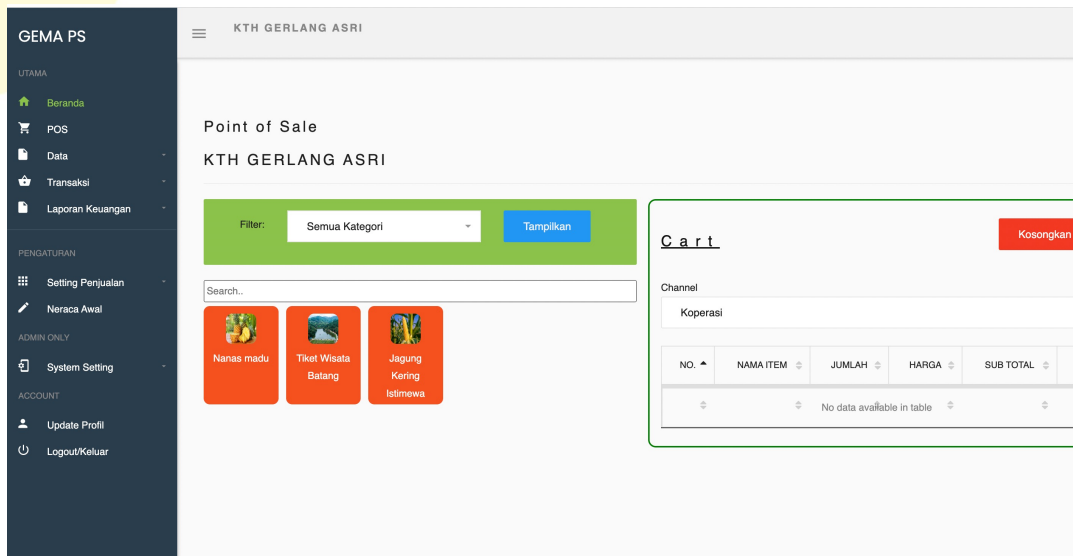 GEMA PS
KTH GERLANG ASRI
UTAMA
Beranda
POS
Data
Transaksi
Laporan Keuangan
PENGATURAN
Setting Penjualan
Neraca Awal
ADMIN ONLY
System Setting
ACCOUNT
Update Profil
Logout/Keluar
Point of Sale
KTH GERLANG ASRI
Filter:
Semua Kategori
Tampilkan
Search..
Nanas madu
Tiket Wisata
Batang
Jagung
Kering
Istimewa
Cart
Kosongkan
Channel
Koperasi
NO. NAMA ITEM JUMLAH HARGA SUB TOTAL
No data available in table